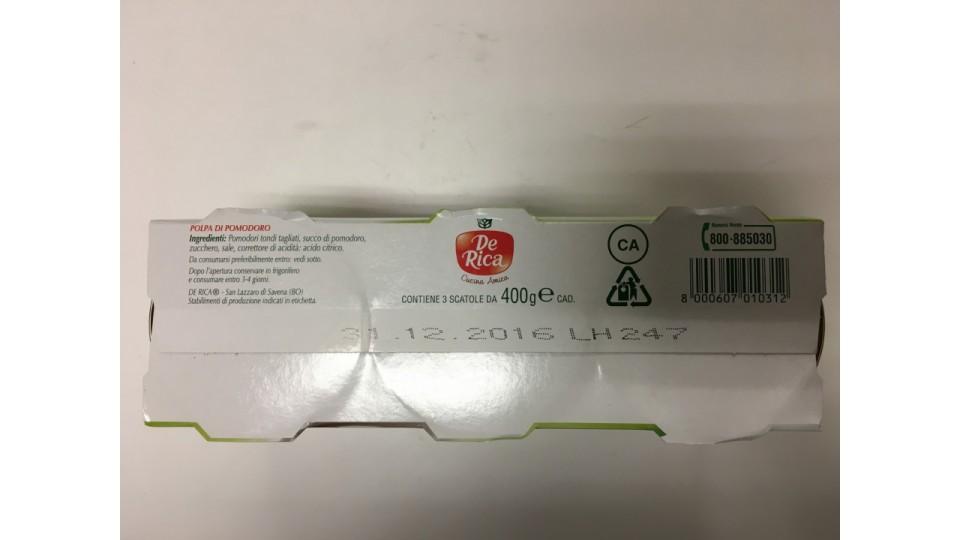 POLPA DI POMODORO
Ingredienti: Pomodori tondi tagliati, succo di pomodoro,
zucchero, sale, correttore di acidità: acido citrico.
Da consumarsi preferibilmente entro: vedi sotto.
Dopo l'apertura conservare in frigorifero
e consumare entro 3-4 giorni.
DE RICA® - San Lazzaro di Savena (BO)
Stabilimenti di produzione indicati in etichetta.
De
Rica
Cucina Amica
CONTIENE 3 SCATOLE DA 400g e CAD.
CA
Numero Verde
800-885030
8 000607 010312
31.12.2016 LH247